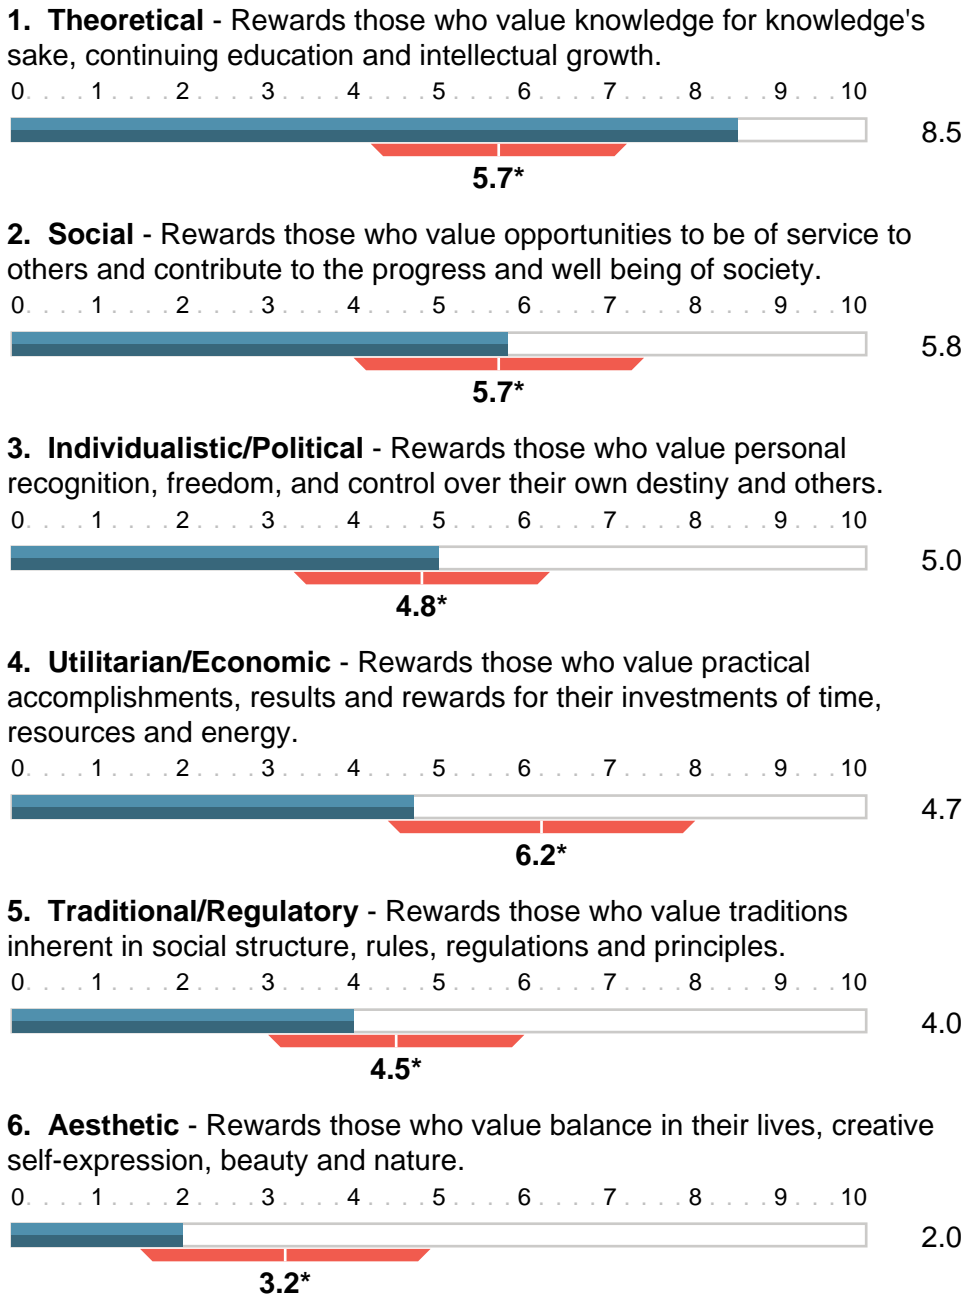 1. Theoretical - Rewards those who value knowledge for knowledge's
sake, continuing education and intellectual growth.
0. . . . 1 . . . . 2 . . . . 3 . . . . 4 . . . . 5 . . . . 6 . . . . 7 . . . . 8 . . . . 9 . . . 10
8.5
5.7*
2. Social - Rewards those who value opportunities to be of service to
others and contribute to the progress and well being of society.
0. . . . 1 . . . . 2 . . . . 3 . . . . 4 . . . . 5 . . . . 6 . . . . 7 . . . . 8 . . . . 9 . . . 10
5.8
5.7*
3. Individualistic/Political - Rewards those who value personal
recognition, freedom, and control over their own destiny and others.
0. . . . 1 . . . . 2 . . . . 3 . . . . 4 . . . . 5 . . . . 6 . . . . 7 . . . . 8 . . . . 9 . . . 10
5.0
4.8*
4. Utilitarian/Economic - Rewards those who value practical
accomplishments, results and rewards for their investments of time,
resources and energy.
0. . . . 1 . . . . 2 . . . . 3 . . . . 4 . . . . 5 . . . . 6 . . . . 7 . . . . 8 . . . . 9 . . . 10
4.7
6.2*
5. Traditional/Regulatory - Rewards those who value traditions
inherent in social structure, rules, regulations and principles.
0. . . . 1 . . . . 2 . . . . 3 . . . . 4 . . . . 5 . . . . 6 . . . . 7 . . . . 8 . . . . 9 . . . 10
4.0
4.5*
6. Aesthetic - Rewards those who value balance in their lives, creative
self-expression, beauty and nature.
0. . . . 1 . . . . 2 . . . . 3 . . . . 4 . . . . 5 . . . . 6 . . . . 7 . . . . 8 . . . . 9 . . . 10
2.0
3.2*